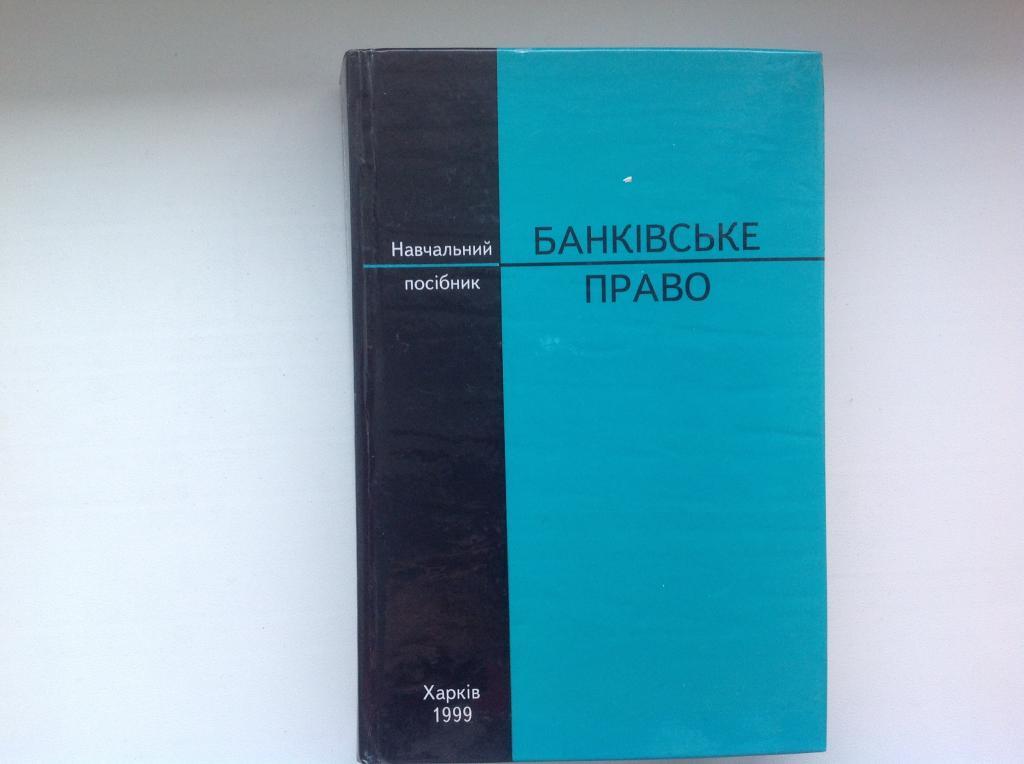 Навчальний
посібник
БАНКІВСЬКЕ
ПРАВО
Харків
1999